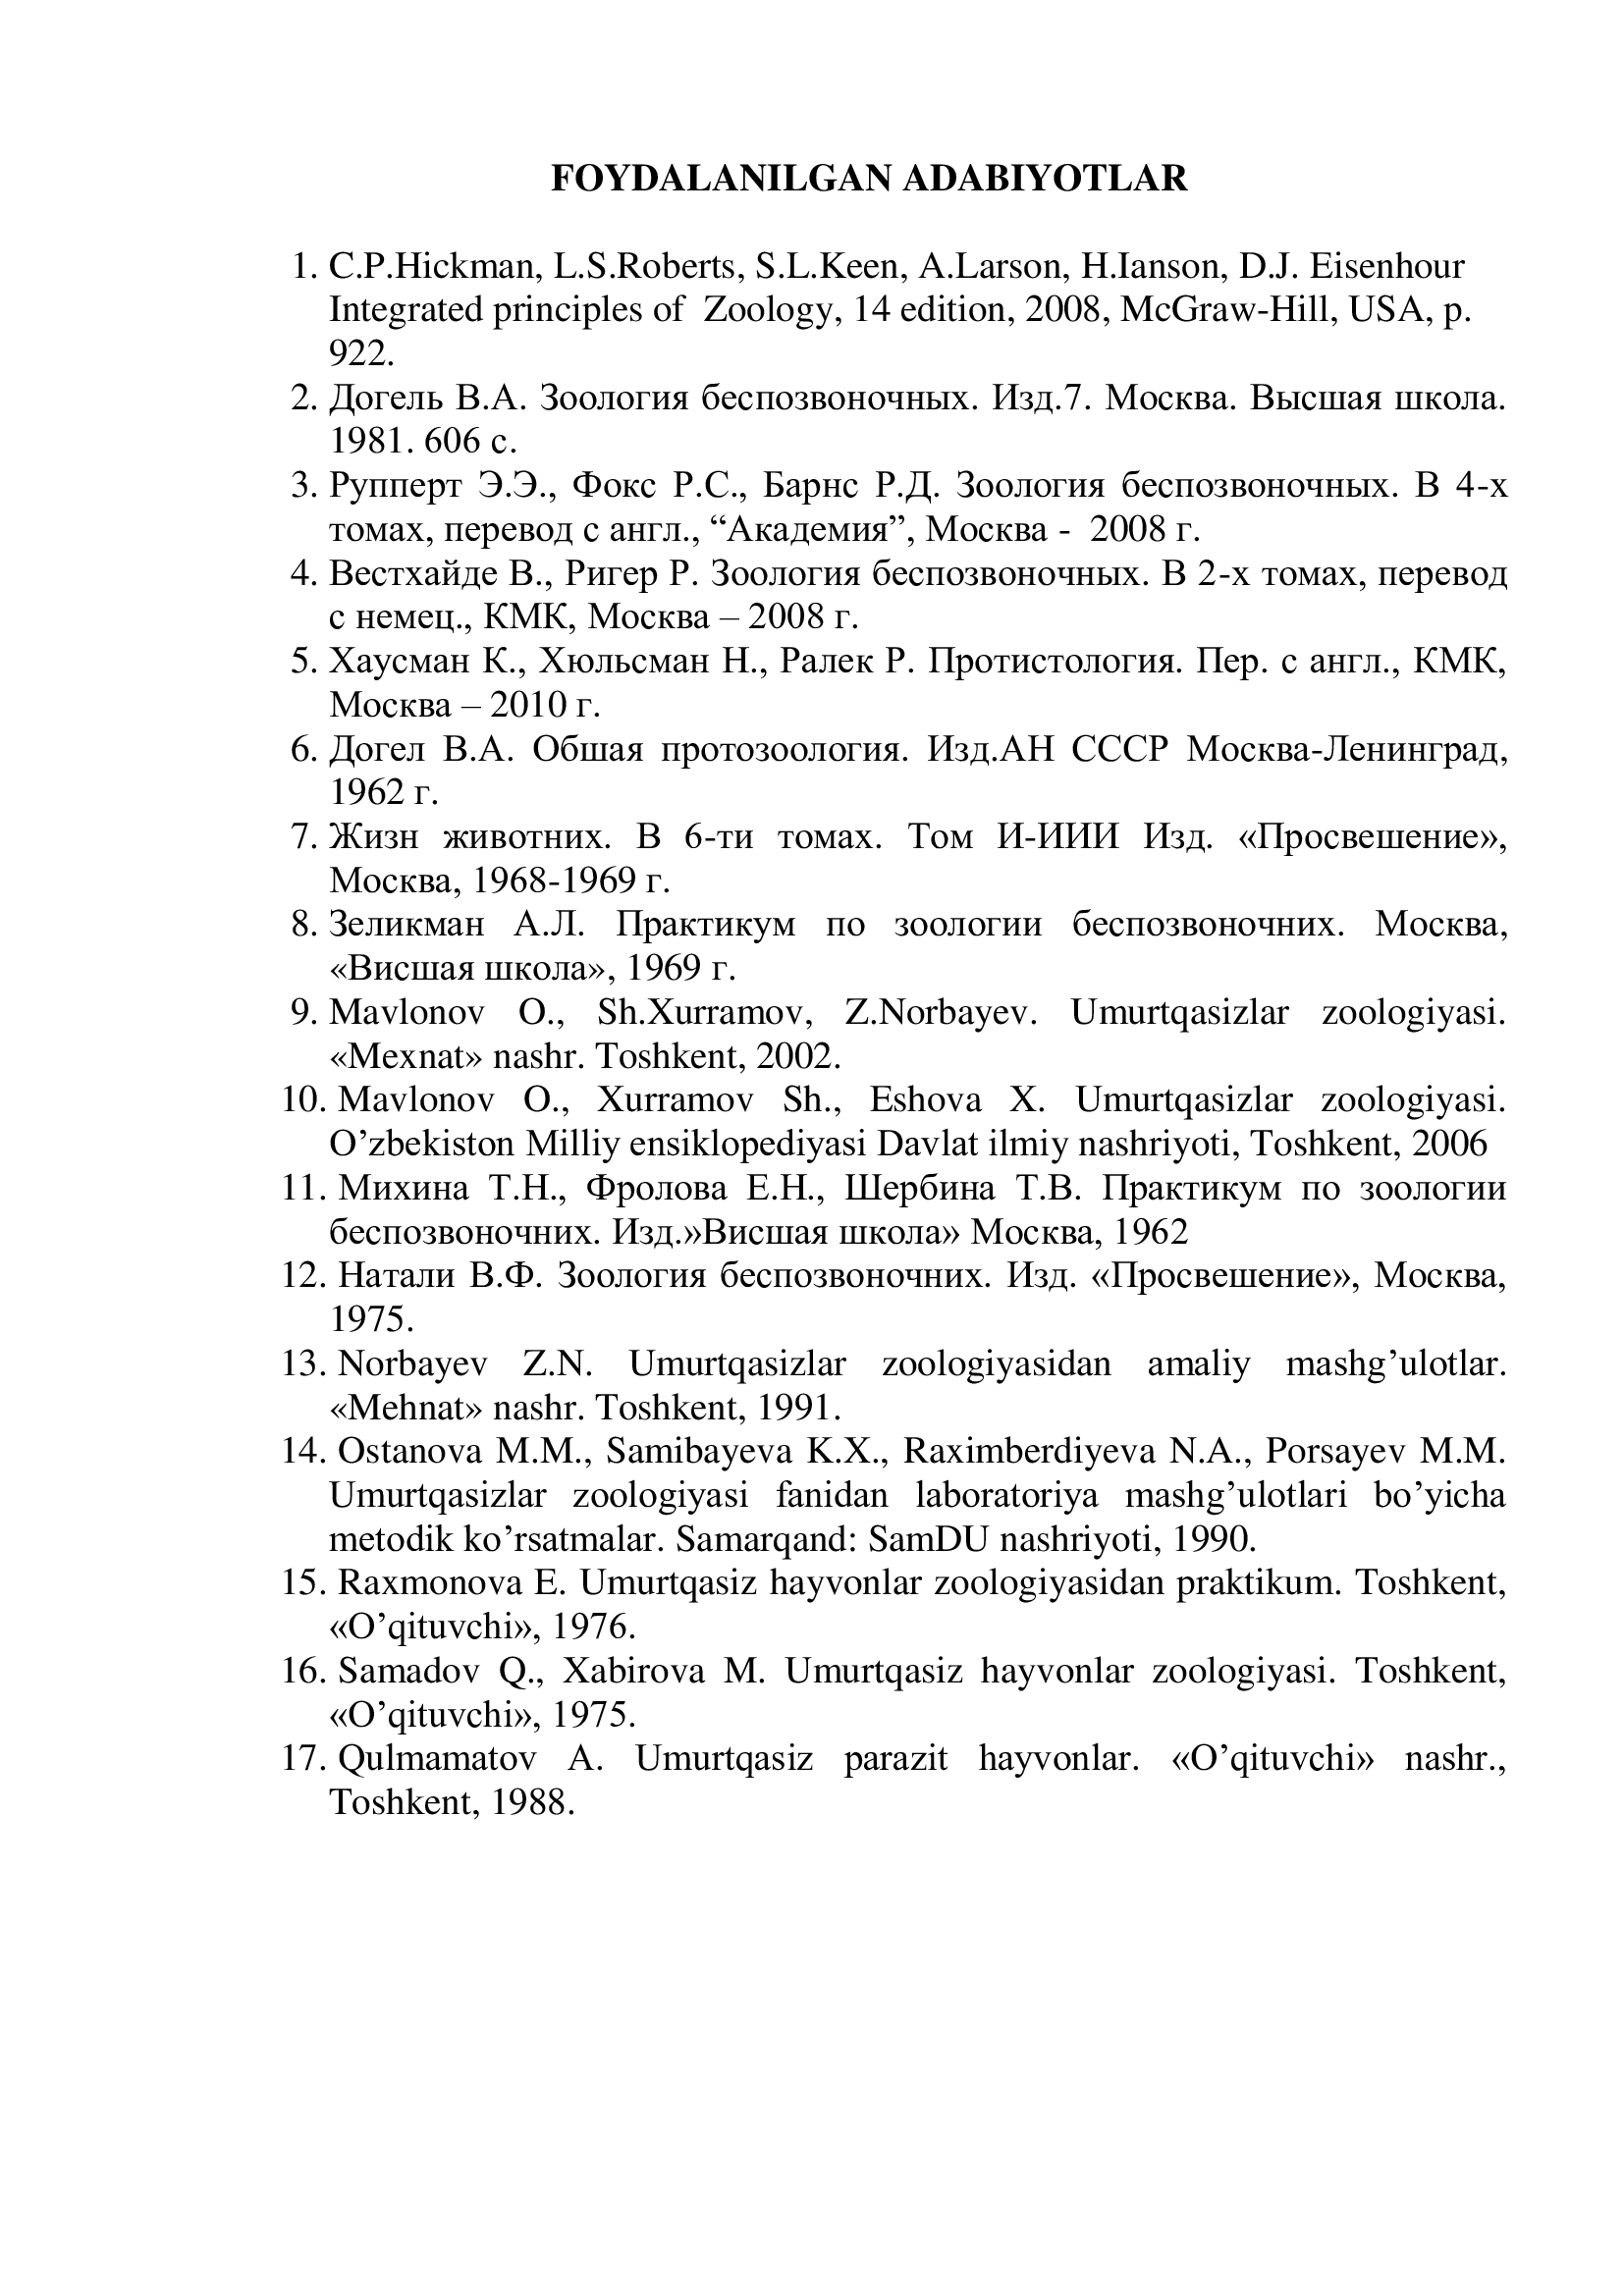 FOYDALANILGAN ADABIYOTLAR
1. C.P.Hickman, L.S.Roberts, S.L.Keen, A.Larson, H.Ianson, D.J. Eisenhour
Integrated principles of  Zoology, 14 edition, 2008, McGraw-Hill, USA, p.
922.
2. Догель В.А. Зоология беспозвоночных. Изд.7. Москва. Высшая школа.
1981. 606 с.
3. Рупперт Э.Э., Фокс Р.С., Барнс Р.Д. Зоология беспозвоночных. В 4-х
томах, перевод с англ., “Академия”, Москва -  2008 г.
4. Вестхайде В., Ригер Р. Зоология беспозвоночных. В 2-х томах, перевод
с немец., КМК, Москва – 2008 г.
5. Хаусман К., Хюльсман Н., Ралек Р. Протистология. Пер. с англ., КМК,
Москва – 2010 г.
6. Догел В.А. Обшая протозоология. Изд.АН СССР Москва-Ленинград,
1962 г.
7. Жизн животних. В 6-ти томах. Том И-ИИИ Изд. «Просвешение»,
Москва, 1968-1969 г.
8. Зеликман А.Л. Практикум по зоологии беспозвоночних. Москва,
«Висшая школа», 1969 г.
9. Mavlonov O., Sh.Xurramov, Z.Norbayev. Umurtqasizlar zoologiyasi.
«Mexnat» nashr. Toshkent, 2002.
10. Mavlonov O., Xurramov Sh., Eshova X. Umurtqasizlar zoologiyasi.
O’zbekiston Milliy ensiklopediyasi Davlat ilmiy nashriyoti, Toshkent, 2006
11. Михина Т.Н., Фролова Е.Н., Шербина Т.В. Практикум по зоологии
беспозвоночних. Изд.»Висшая школа» Москва, 1962
12. Натали В.Ф. Зоология беспозвоночних. Изд. «Просвешение», Москва,
1975.
13. Norbayev Z.N. Umurtqasizlar zoologiyasidan amaliy mashg’ulotlar.
«Mehnat» nashr. Toshkent, 1991.
14. Ostanova M.M., Samibayeva K.X., Raximberdiyeva N.A., Porsayev M.M.
Umurtqasizlar zoologiyasi fanidan laboratoriya mashg’ulotlari bo’yicha
metodik ko’rsatmalar. Samarqand: SamDU nashriyoti, 1990.
15. Raxmonova E. Umurtqasiz hayvonlar zoologiyasidan praktikum. Toshkent,
«O’qituvchi», 1976.
16. Samadov Q., Xabirova M. Umurtqasiz hayvonlar zoologiyasi. Toshkent,
«O’qituvchi», 1975.
17. Qulmamatov A. Umurtqasiz parazit hayvonlar. «O’qituvchi» nashr.,
Toshkent, 1988.